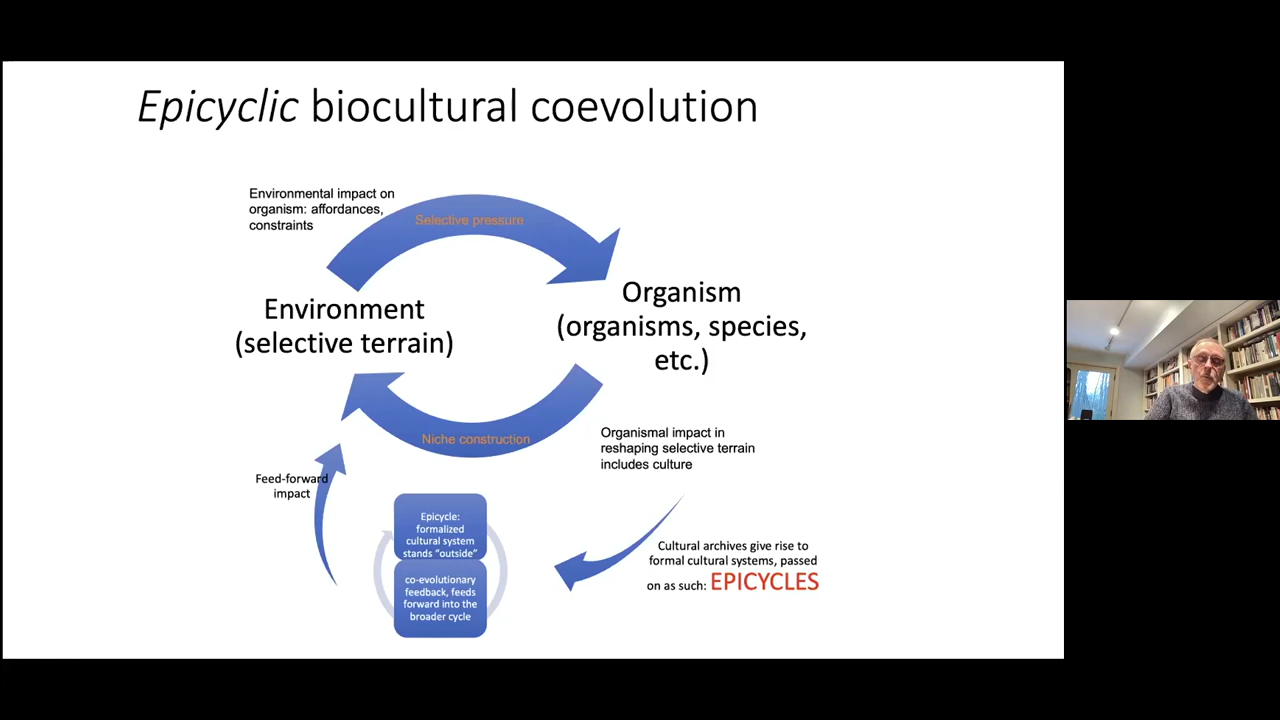 Epicyclic biocultural coevolution
Environmental impact on
organism: affordances,
constraints
Selective pressure
Environment
(selective terrain)
Organism
(organisms, species,
etc.)
Niche construction
Organismal impact in
reshaping selective terrain
includes culture
Feed-forward
impact
Epicycle:
formalized
cultural system
stands “outside”
co-evolutionary
feedback, feeds
forward into the
broader cycle
Cultural archives give rise to
formal cultural systems, passed
on as such: EPICYCLES